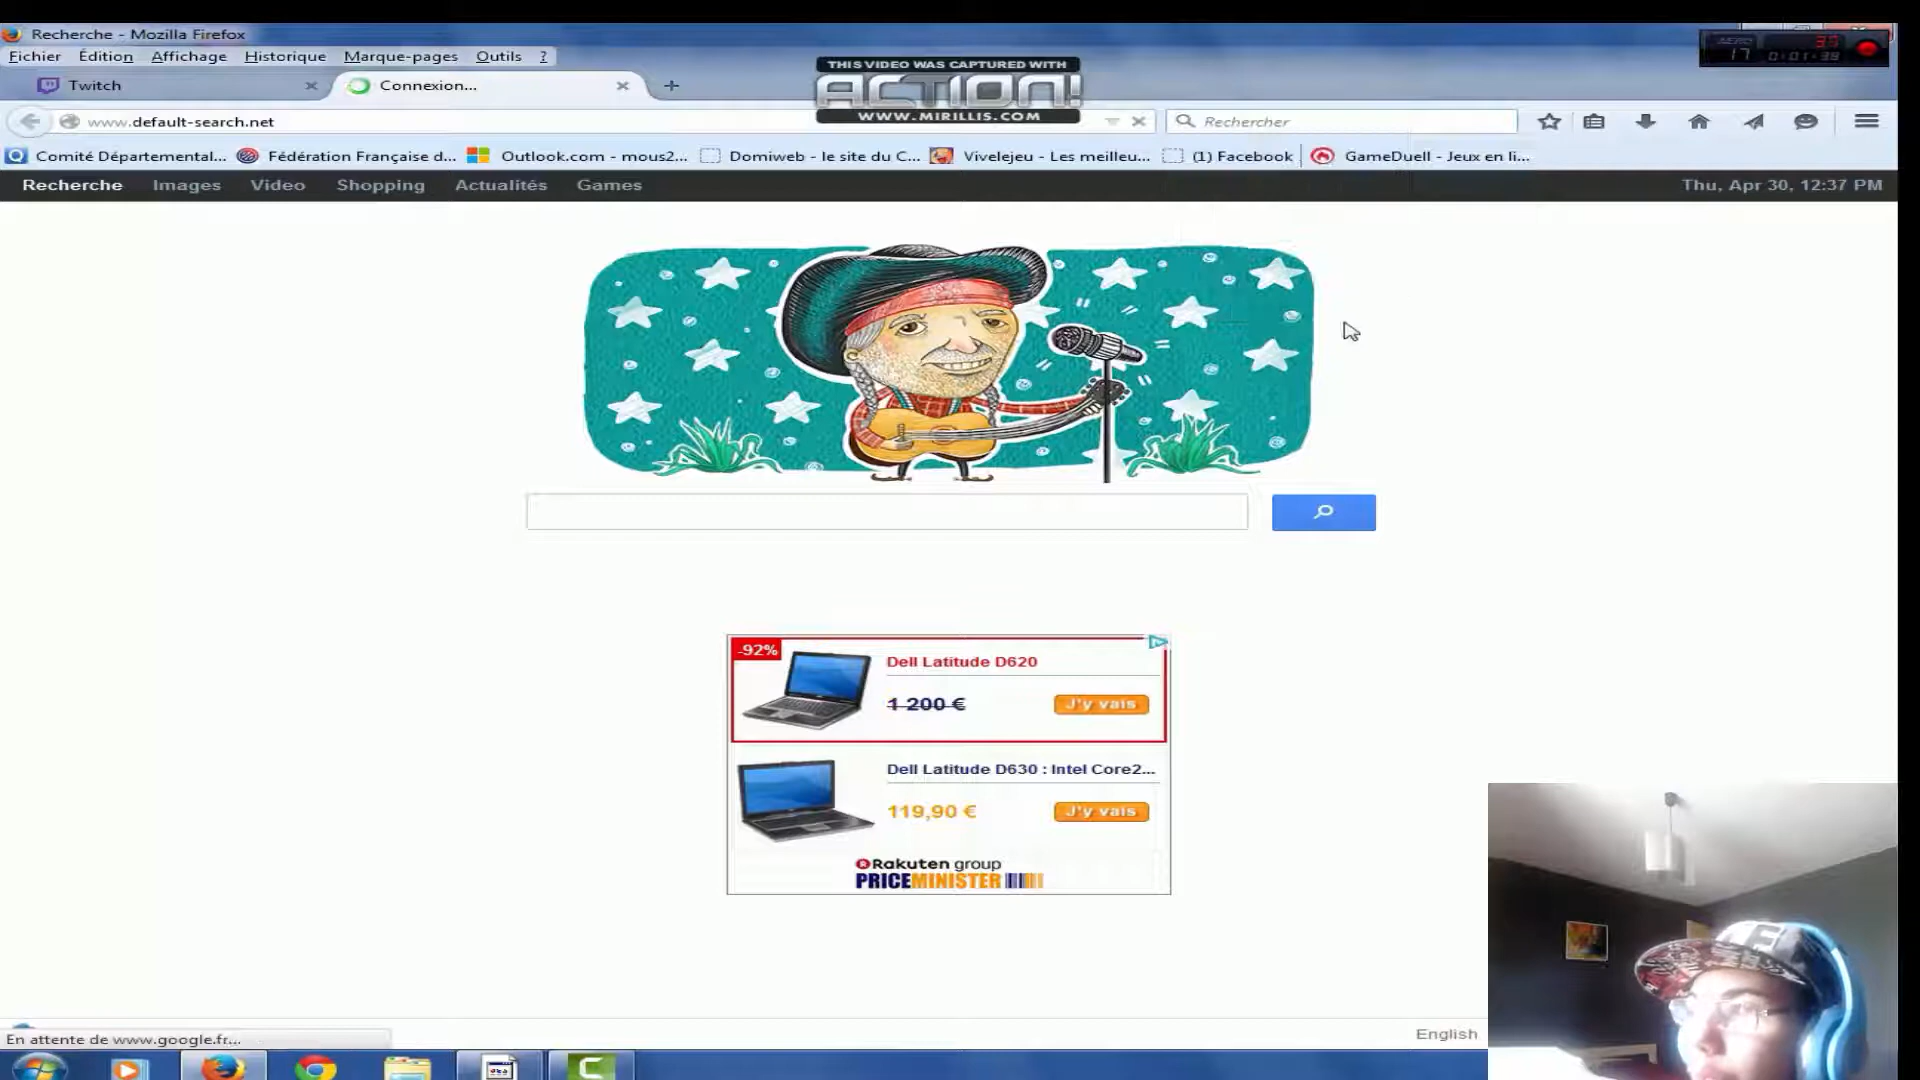 Recherche - Mozilla Firefox
Fichier Édition Affichage Historique Marque-pages Outils ?
THIS VIDEO WAS CAPTURED WITH
ACTION!
WWW.MIRILLIS.COM
17 0:01:38
Twitch
Connexion...
www.default-search.net
Rechercher
Comité Départemental... Fédération Française d... Outlook.com - mous2... Domiweb - le site du C... Vivelejeu - Les meilleu... (1) Facebook GameDuell - Jeux en li...
Recherche Images Video Shopping Actualités Games
Thu, Apr 30, 12:37 PM
-92%
Dell Latitude D620
1 200 €
J'y vais
Dell Latitude D630 : Intel Core2...
119,90 €
J'y vais
Rakuten group
PRICEMINISTER
English
En attente de www.google.fr...